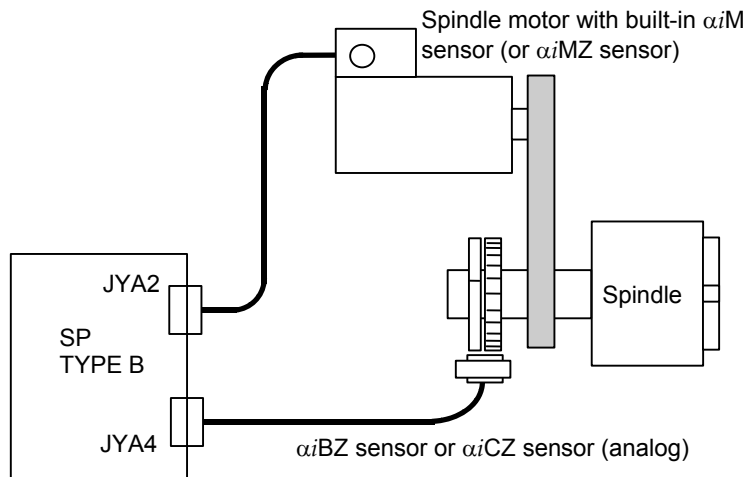 Spindle motor with built-in αiM
sensor (or αiMZ sensor)
JYA2
SP
TYPE B
Spindle
JYA4
αiBZ sensor or αiCZ sensor (analog)